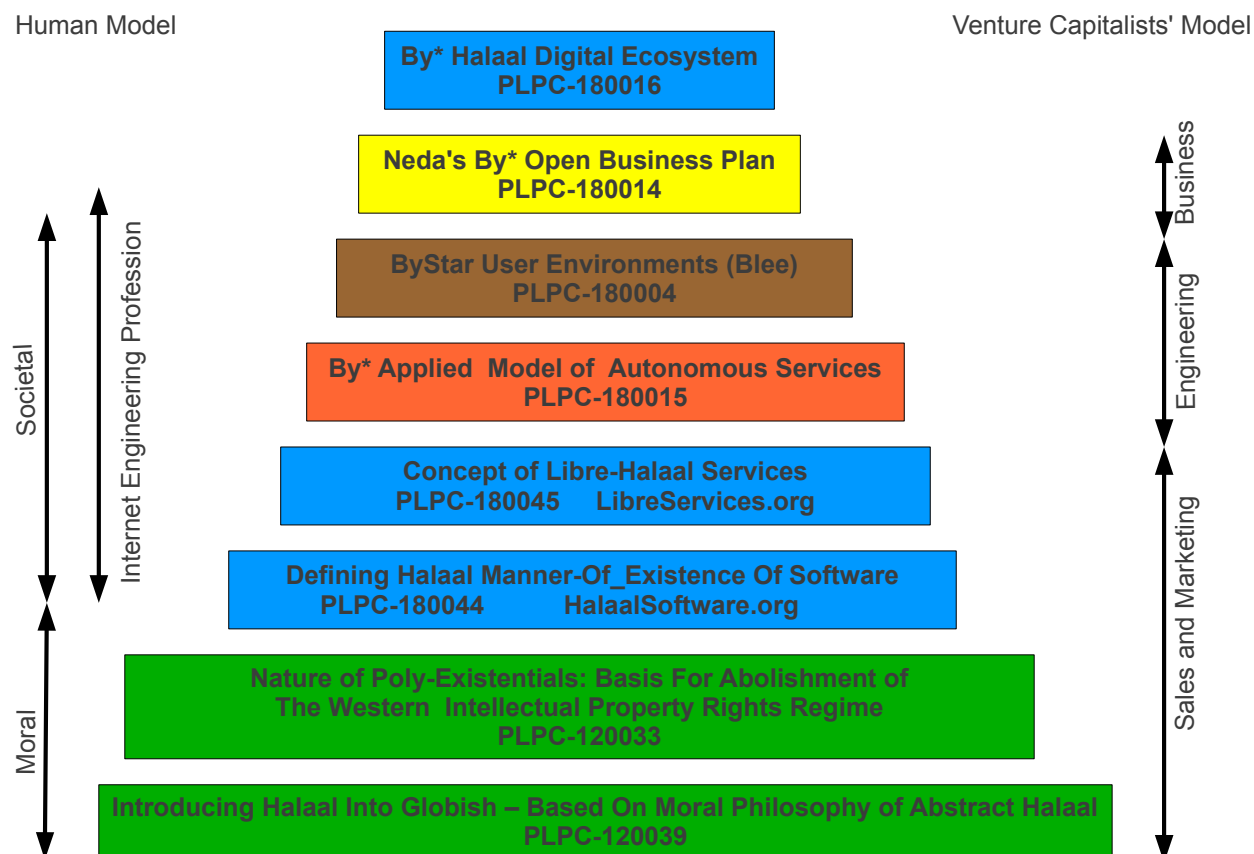 Human Model
Venture Capitalists' Model
By* Halaal Digital Ecosystem
PLPC-180016
Neda's By* Open Business Plan
PLPC-180014
ByStar User Environments (Blee)
PLPC-180004
By* Applied Model of Autonomous Services
PLPC-180015
Concept of Libre-Halaal Services
PLPC-180045 LibreServices.org
Defining Halaal Manner-Of_Existence Of Software
PLPC-180044 HalaalSoftware.org
Nature of Poly-Existentials: Basis For Abolishment of
The Western Intellectual Property Rights Regime
PLPC-120033
Introducing Halaal Into Globish – Based On Moral Philosophy of Abstract Halaal
PLPC-120039
Societal
Moral
Internet Engineering Profession
Business
Engineering
Sales and Marketing